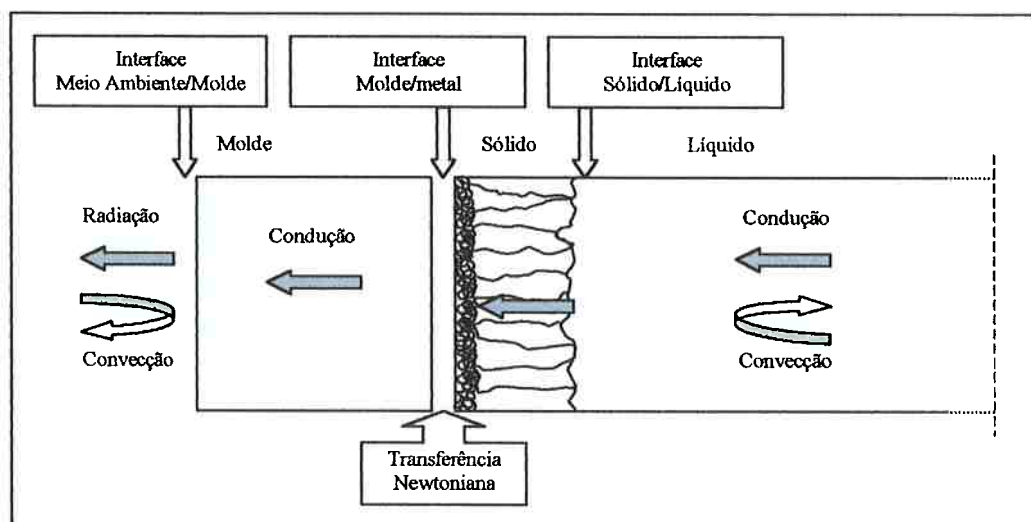 Interface
Meio Ambiente/Molde
Interface
Molde/metal
Interface
Sólido/Líquido
Molde
Sólido
Líquido
Radiação
Condução
Condução
Convecção
Convecção
Transferência
Newtoniana